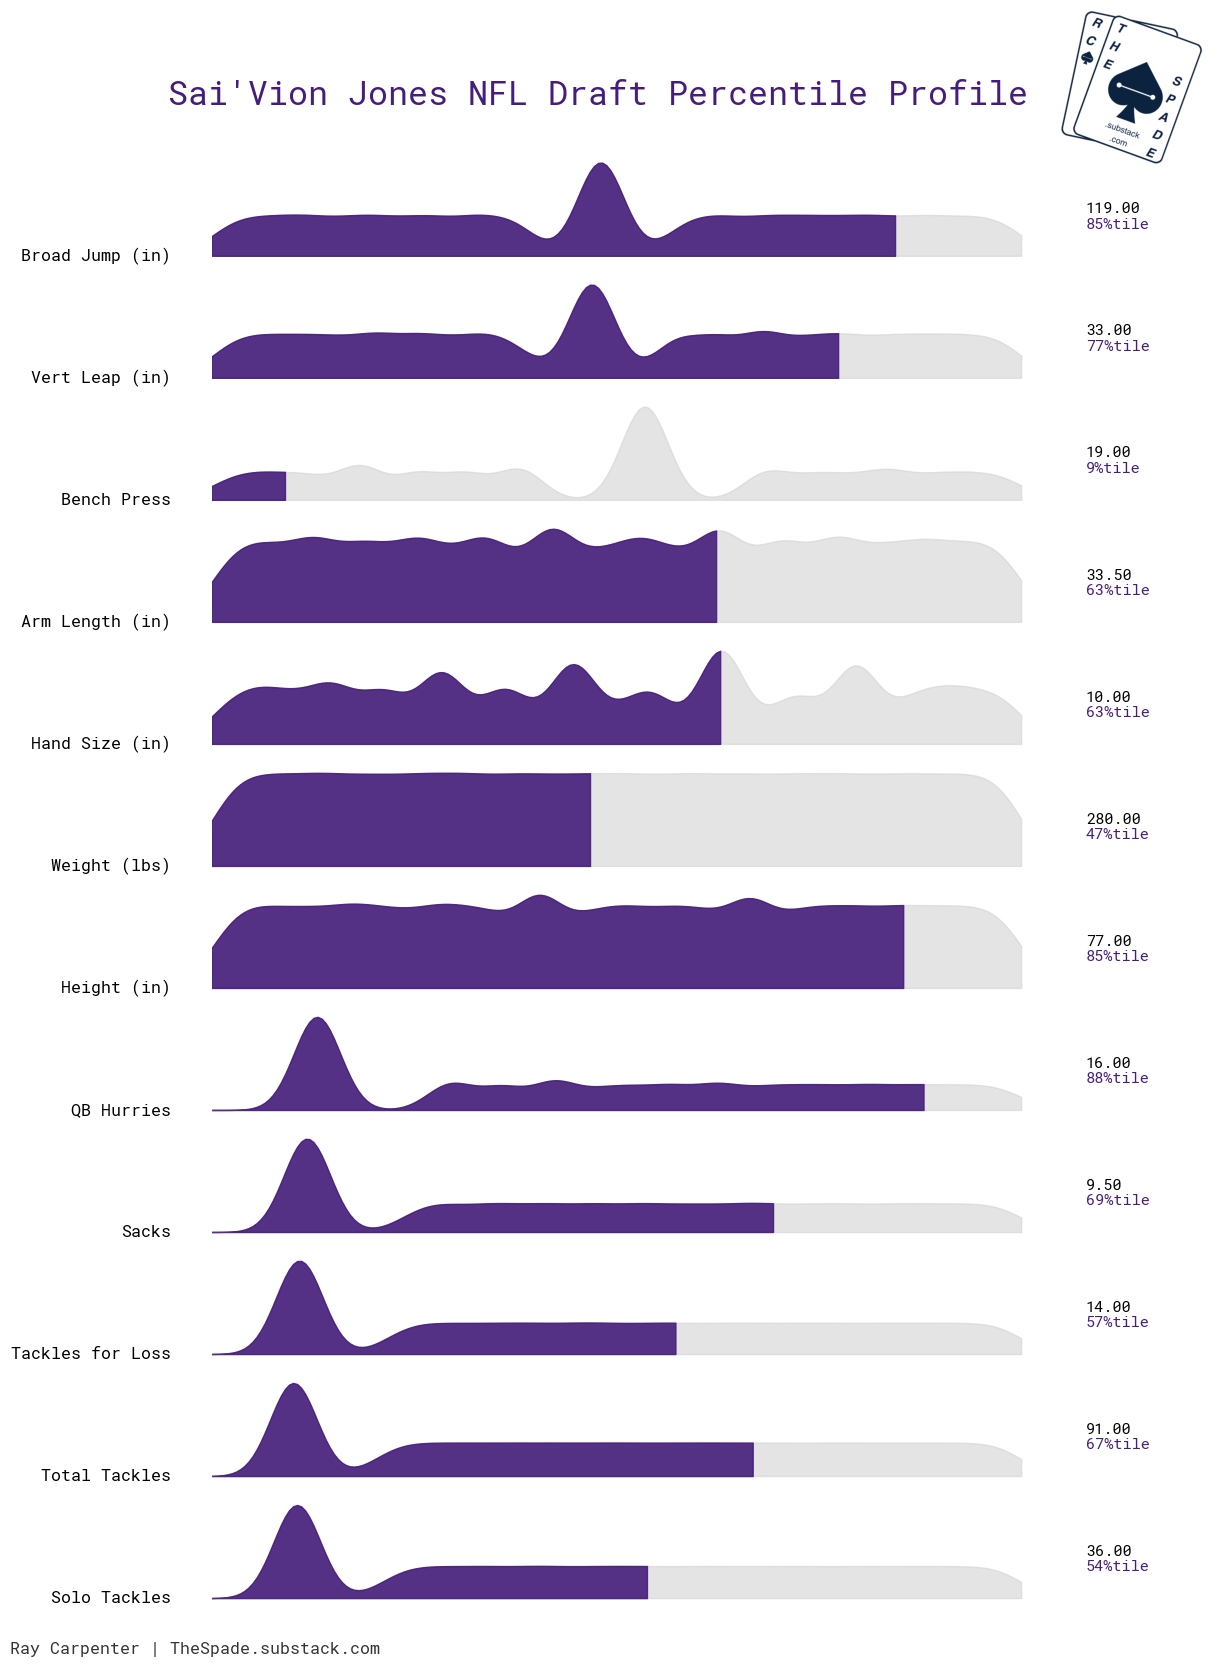 R
C
THE
SPADE
.substack
.com
Sai'Vion Jones NFL Draft Percentile Profile
119.00
85%tile
Broad Jump (in)
33.00
77%tile
Vert Leap (in)
19.00
9%tile
Bench Press
33.50
63%tile
Arm Length (in)
10.00
63%tile
Hand Size (in)
280.00
47%tile
Weight (lbs)
77.00
85%tile
Height (in)
16.00
88%tile
QB Hurries
9.50
69%tile
Sacks
14.00
57%tile
Tackles for Loss
91.00
67%tile
Total Tackles
36.00
54%tile
Solo Tackles
Ray Carpenter | TheSpade.substack.com